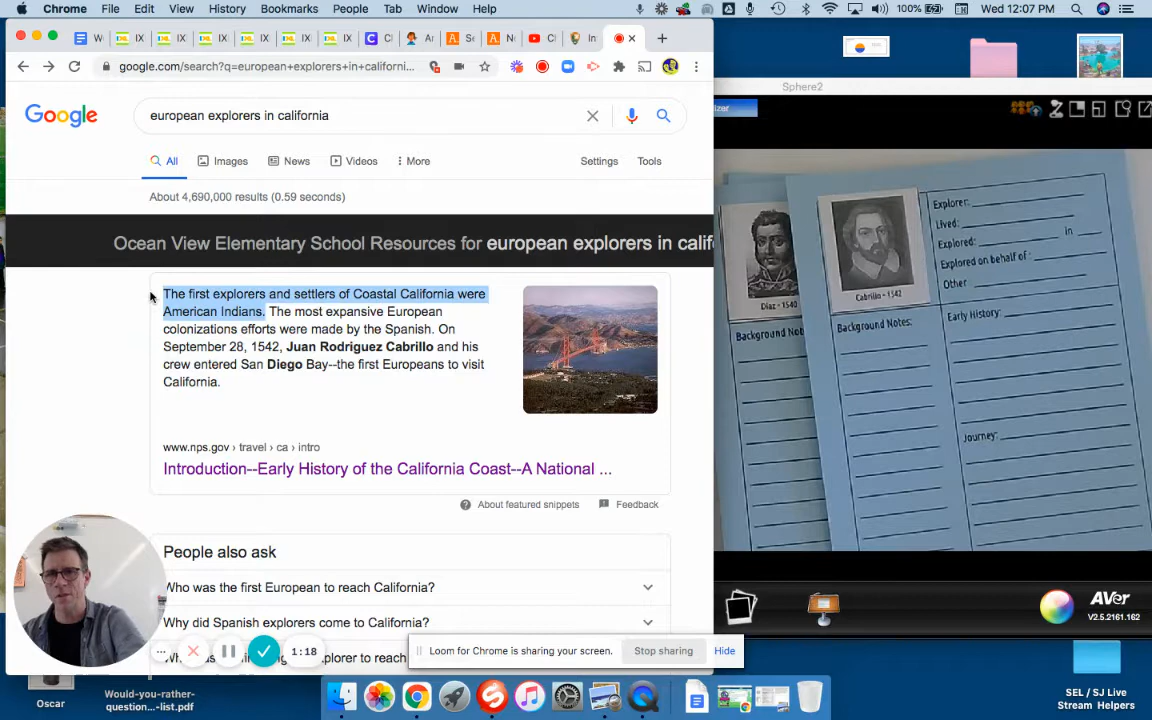 Chrome File Edit View History Bookmarks People Tab Window Help
100% Wed 12:07 PM
google.com/search?q=european+explorers+in+californi...
Google
european explorers in california
All Images News Videos More Settings Tools
About 4,690,000 results (0.59 seconds)
Ocean View Elementary School Resources for european explorers in calif
The first explorers and settlers of Coastal California were
American Indians. The most expansive European
colonizations efforts were made by the Spanish. On
September 28, 1542, Juan Rodriguez Cabrillo and his
crew entered San Diego Bay--the first Europeans to visit
California.
www.nps.gov › travel › ca › intro
Introduction--Early History of the California Coast--A National ...
About featured snippets Feedback
People also ask
Who was the first European to reach California?
Why did Spanish explorers come to California?
1:18
Loom for Chrome is sharing your screen. Stop sharing Hide
Sphere2
Diaz - 1540
Background Not
Cabrillo - 1542
Background Notes:
Explorer:
Lived:
Explored: in
Explored on behalf of :
Other
Early History:
Journey:
AVer
V2.5.2161.162
Oscar
Would-you-rather-
question...-list.pdf
SEL / SJ Live
Stream Helpers